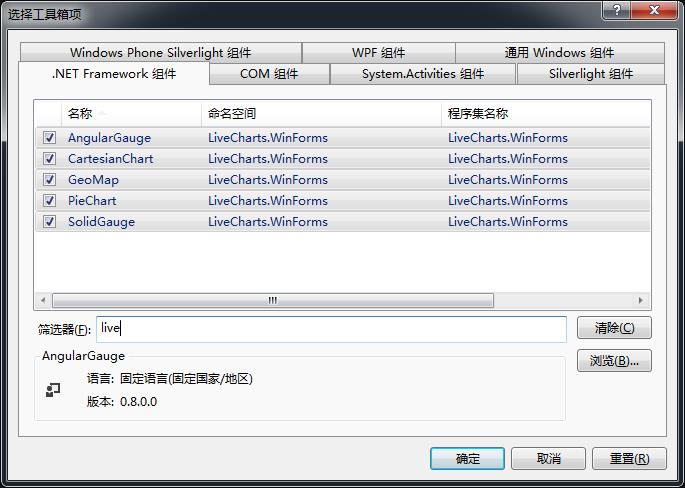 选择工具箱项
Windows Phone Silverlight 组件 WPF 组件 通用 Windows 组件
.NET Framework 组件 COM 组件 System.Activities 组件 Silverlight 组件
名称 命名空间 程序集名称
AngularGauge LiveCharts.WinForms LiveCharts.WinForms
CartesianChart LiveCharts.WinForms LiveCharts.WinForms
GeoMap LiveCharts.WinForms LiveCharts.WinForms
PieChart LiveCharts.WinForms LiveCharts.WinForms
SolidGauge LiveCharts.WinForms LiveCharts.WinForms
筛选器(F): live 清除(C)
AngularGauge 浏览(B)...
语言: 固定语言(固定国家/地区)
版本: 0.8.0.0
确定 取消 重置(R)